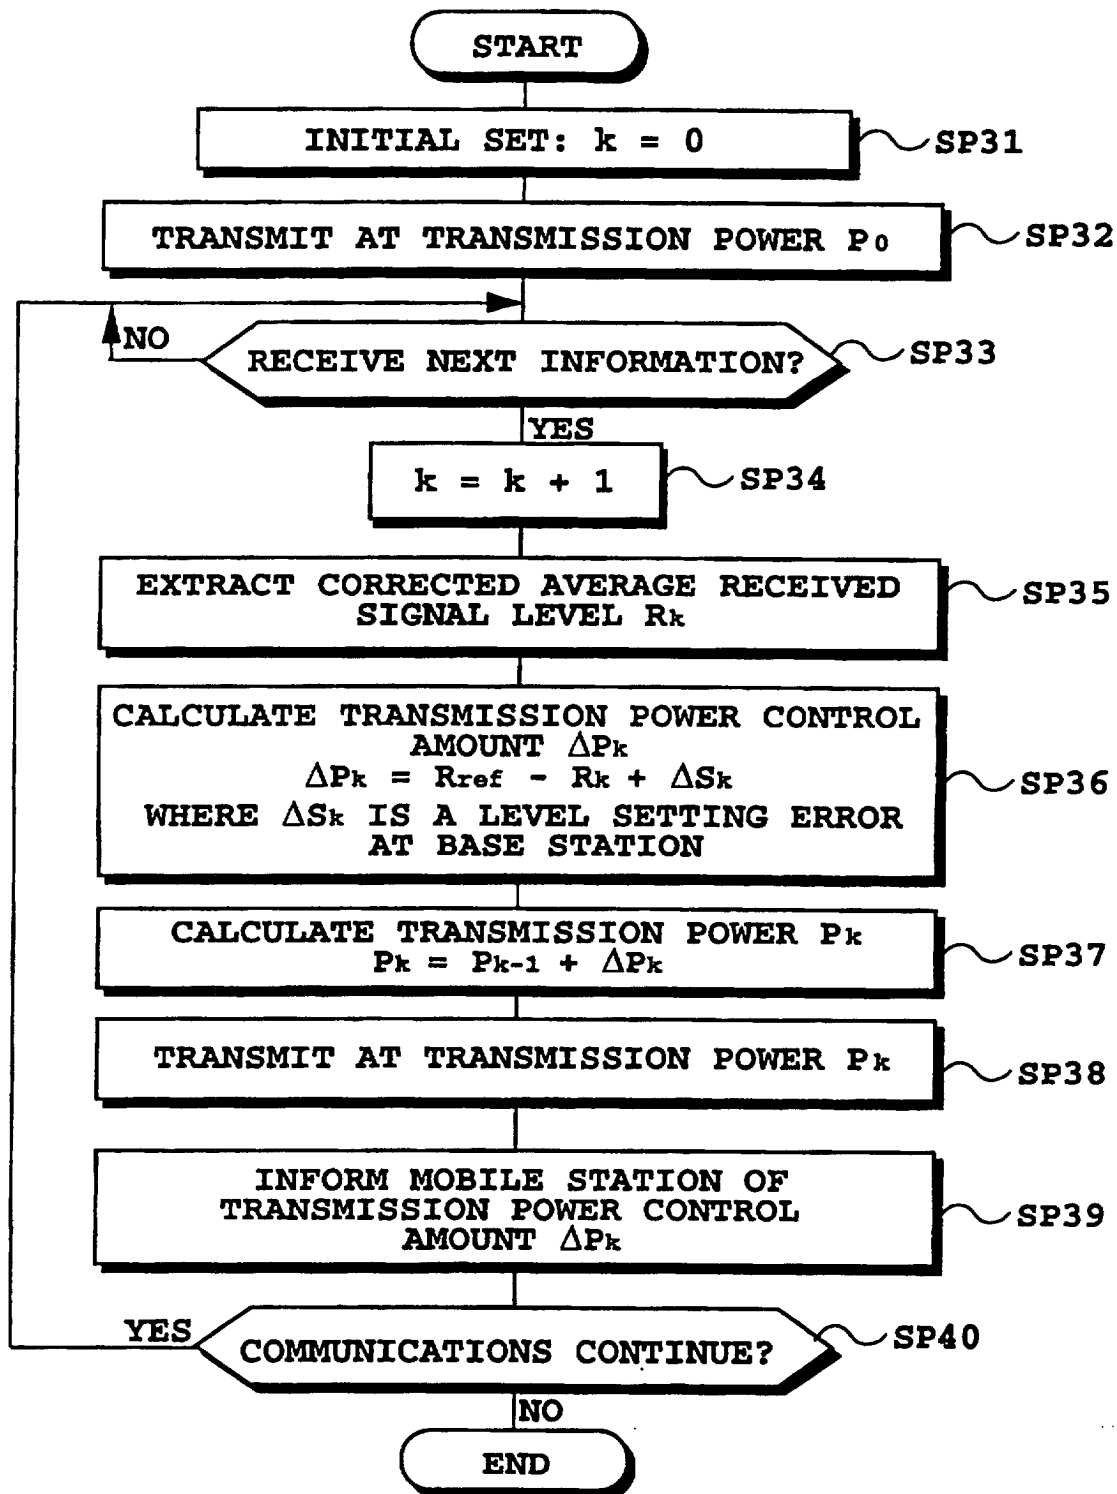 START
INITIAL SET: k = 0
SP31
TRANSMIT AT TRANSMISSION POWER P0
SP32
NO
RECEIVE NEXT INFORMATION?
SP33
YES
k = k + 1
SP34
EXTRACT CORRECTED AVERAGE RECEIVED
SIGNAL LEVEL Rk
SP35
CALCULATE TRANSMISSION POWER CONTROL
AMOUNT ΔPk
ΔPk = Rref - Rk + ΔSk
WHERE ΔSk IS A LEVEL SETTING ERROR
AT BASE STATION
SP36
CALCULATE TRANSMISSION POWER Pk
Pk = Pk-1 + ΔPk
SP37
TRANSMIT AT TRANSMISSION POWER Pk
SP38
INFORM MOBILE STATION OF
TRANSMISSION POWER CONTROL
AMOUNT ΔPk
SP39
YES
COMMUNICATIONS CONTINUE?
SP40
NO
END